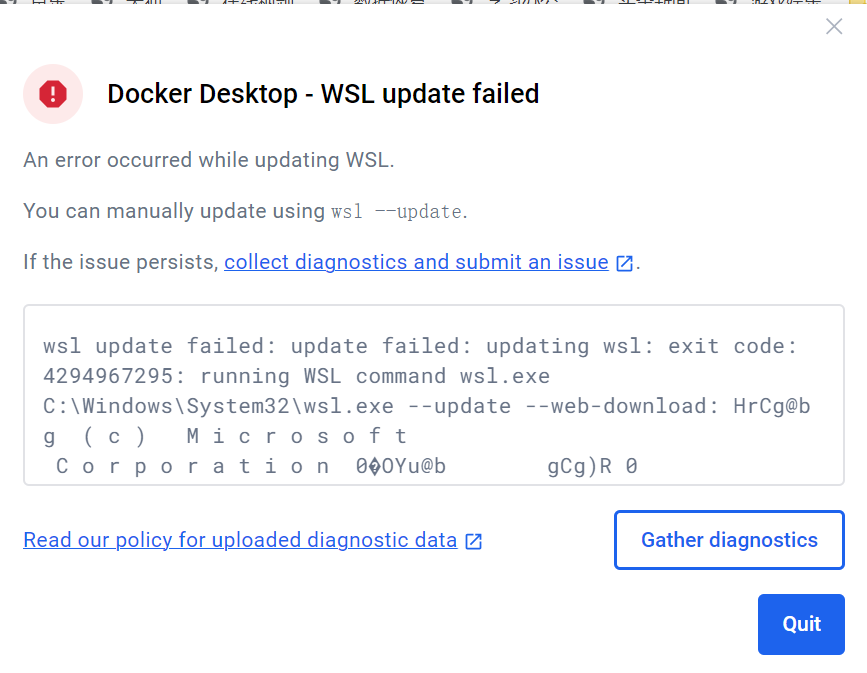 Docker Desktop - WSL update failed
An error occurred while updating WSL.
You can manually update using wsl --update.
If the issue persists, collect diagnostics and submit an issue.
wsl update failed: update failed: updating wsl: exit code:
4294967295: running WSL command wsl.exe
C:\Windows\System32\wsl.exe --update --web-download: HrCg@b
g ( c ) M i c r o s o f t
C o r p o r a t i o n 0�OYu@b gCg)R 0
Read our policy for uploaded diagnostic data
Gather diagnostics
Quit